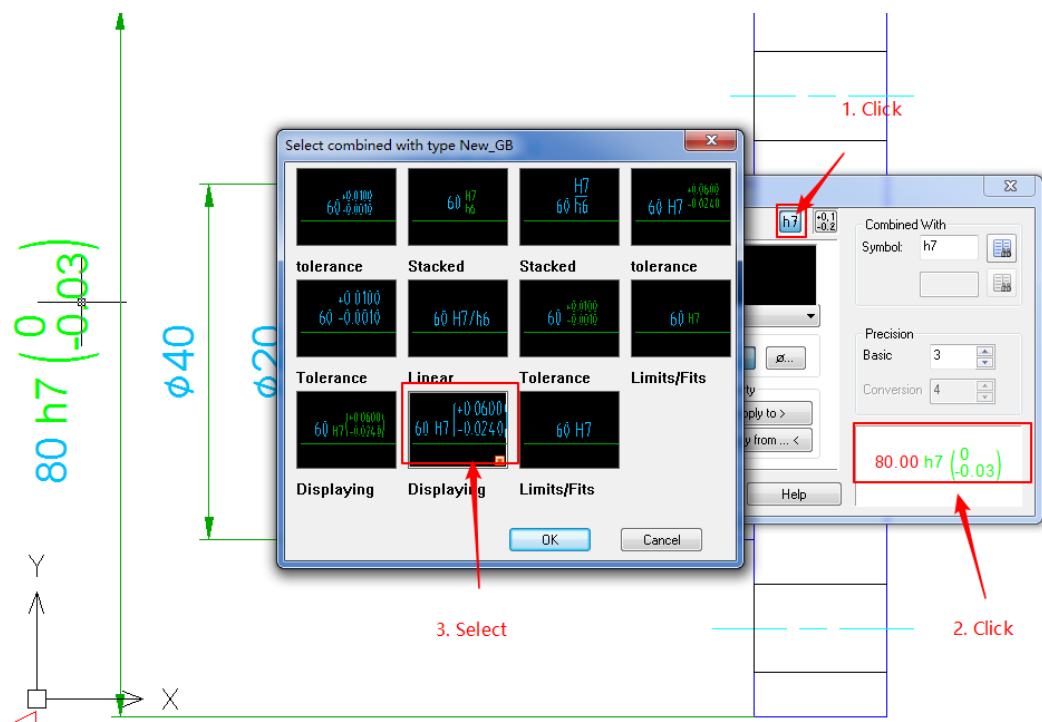 1. Click
Select combined with type New_GB
60 +0.0100
-0.0010
60 H7
h6
60 H7
h6
60 H7 +0.0600
-0.0240
tolerance
Stacked
Stacked
tolerance
60 +0.0100
-0.0010
60 H7/h6
60 +0.0100
-0.0010
60 H7
Tolerance
Linear
Tolerance
Limits/Fits
60 H7 (+0.0600
-0.0240)
60 H7 +0.0600
-0.0240
60 H7
Displaying
Displaying
Limits/Fits
OK
Cancel
3. Select
h7
+0,1
-0.2
Combined With
Symbol:
h7
Precision
Basic
3
Conversion
4
ø...
ty
ply to >
y from ... <
Help
80.00 h7 (0
-0.03)
2. Click
80 h7 (0
-0.03)
ϕ40
ϕ20
Y
X